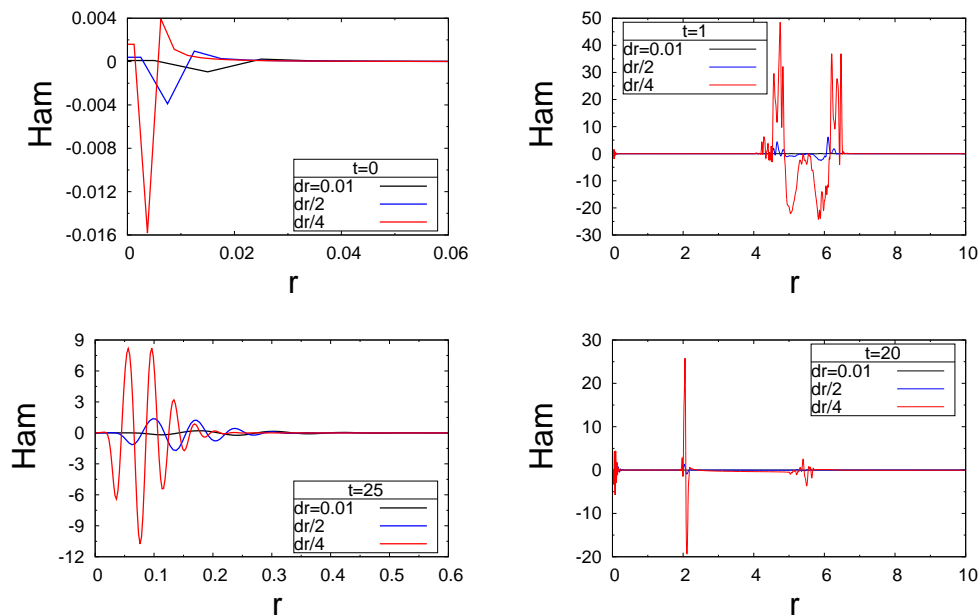 0.004
0
-0.004
-0.008
-0.012
-0.016
Ham
0 0.02 0.04 0.06
r
t=0
dr=0.01
dr/2
dr/4
50
40
30
20
10
0
-10
-20
-30
Ham
0 2 4 6 8 10
r
t=1
dr=0.01
dr/2
dr/4
9
6
3
0
-3
-6
-9
-12
Ham
0 0.1 0.2 0.3 0.4 0.5 0.6
r
t=25
dr=0.01
dr/2
dr/4
30
20
10
0
-10
-20
Ham
0 2 4 6 8 10
r
t=20
dr=0.01
dr/2
dr/4